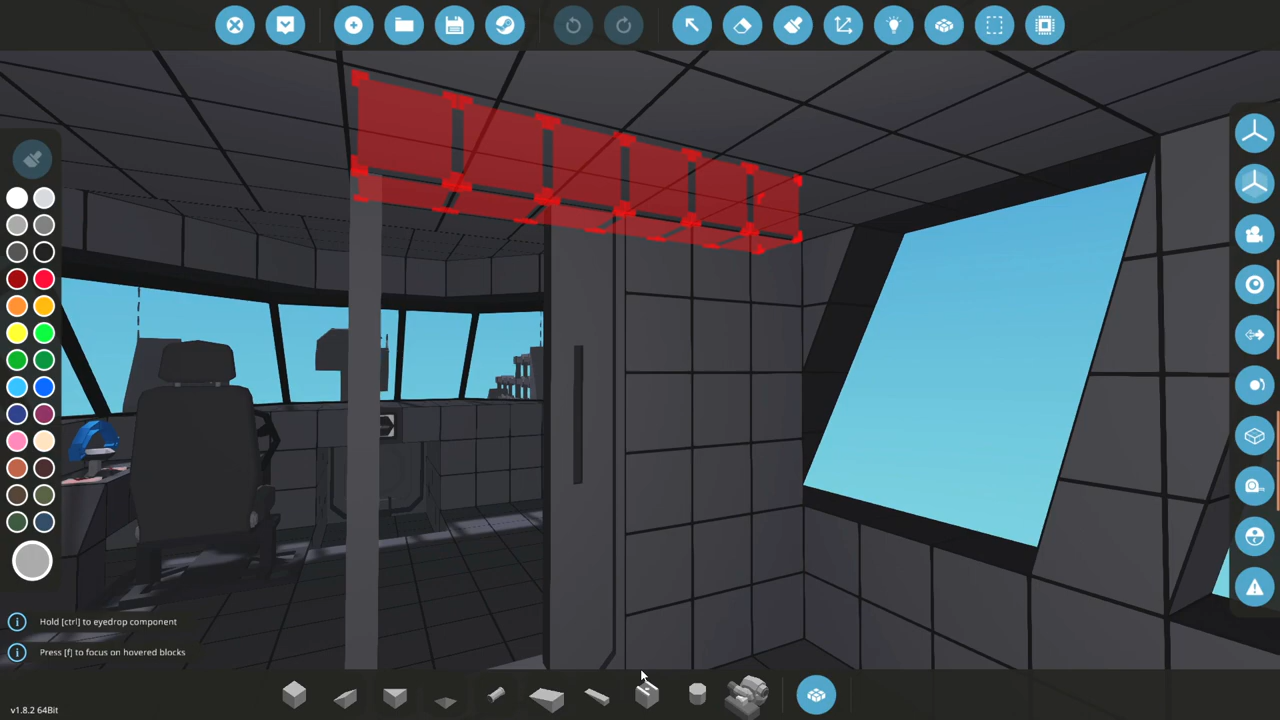 Hold [ctrl] to eyedrop component
Press [f] to focus on hovered blocks
v1.8.2 64Bit